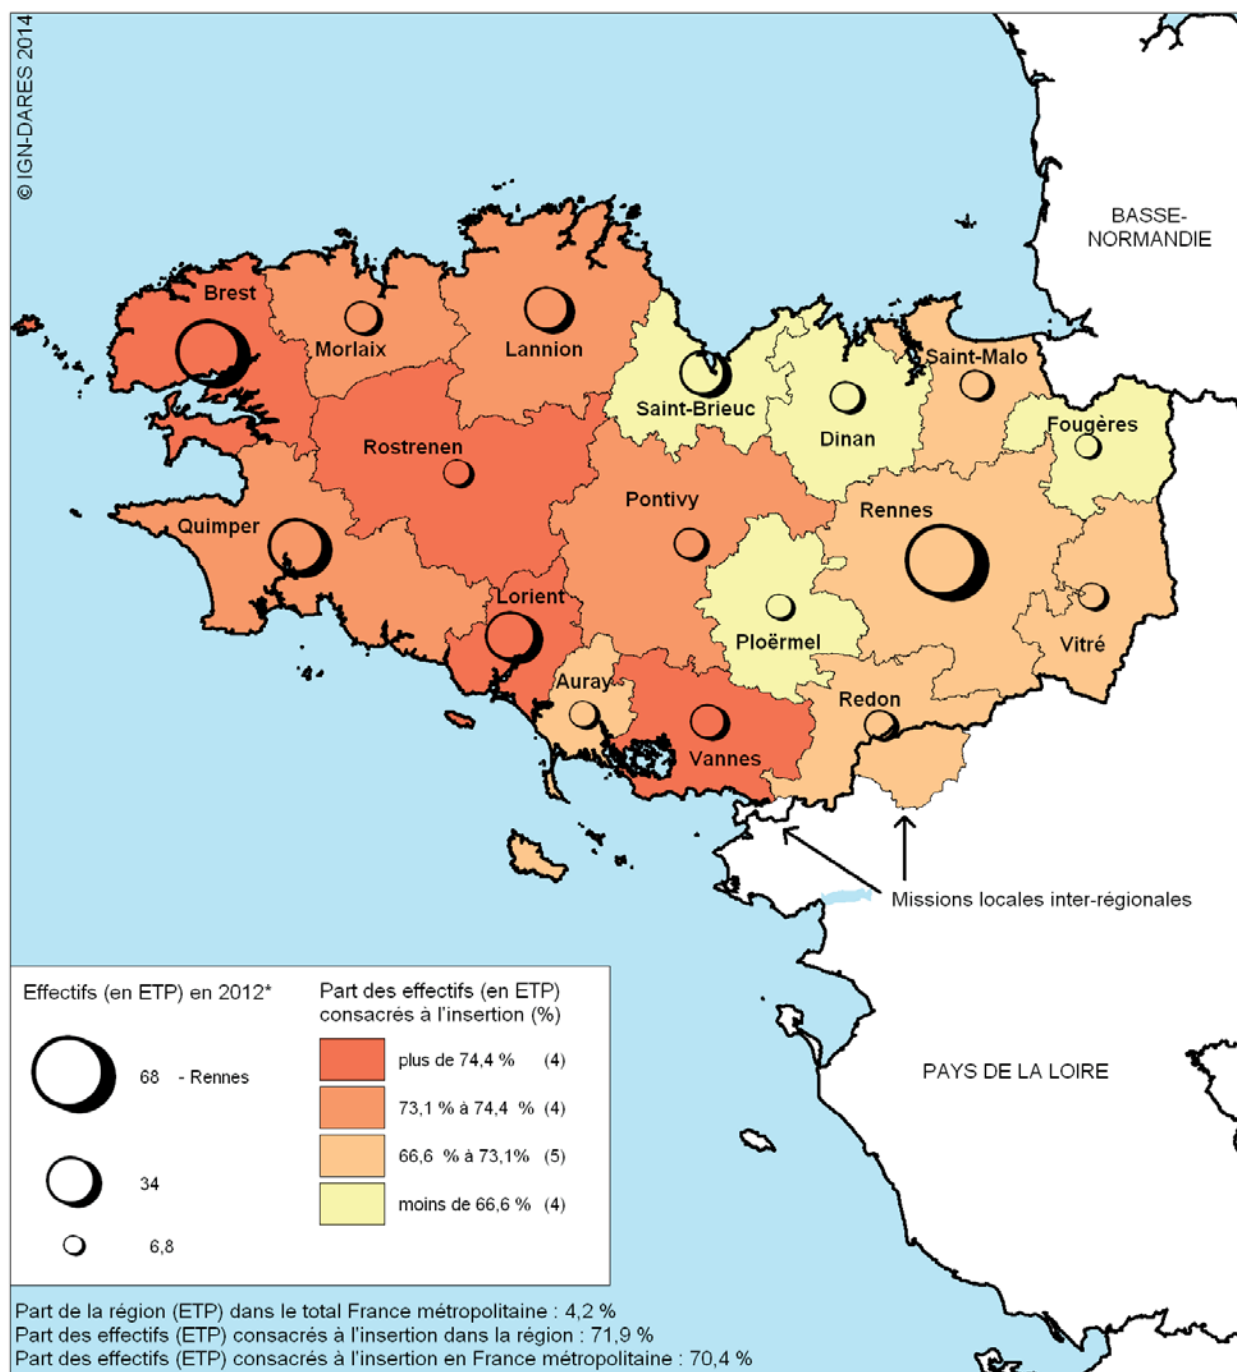 © IGN-DARES 2014
BASSE-
NORMANDIE
Brest
Morlaix
Lannion
Saint-Malo
Saint-Brieuc
Fougères
Dinan
Rostrenen
Pontivy
Rennes
Quimper
Lorient
Ploërmel
Vitré
Auray
Redon
Vannes
Missions locales inter-régionales
PAYS DE LA LOIRE
Effectifs (en ETP) en 2012*
68 - Rennes
34
6,8
Part des effectifs (en ETP)
consacrés à l'insertion (%)
plus de 74,4 % (4)
73,1 % à 74,4 % (4)
66,6 % à 73,1% (5)
moins de 66,6 % (4)
Part de la région (ETP) dans le total France métropolitaine : 4,2 %
Part des effectifs (ETP) consacrés à l'insertion dans la région : 71,9 %
Part des effectifs (ETP) consacrés à l'insertion en France métropolitaine : 70,4 %